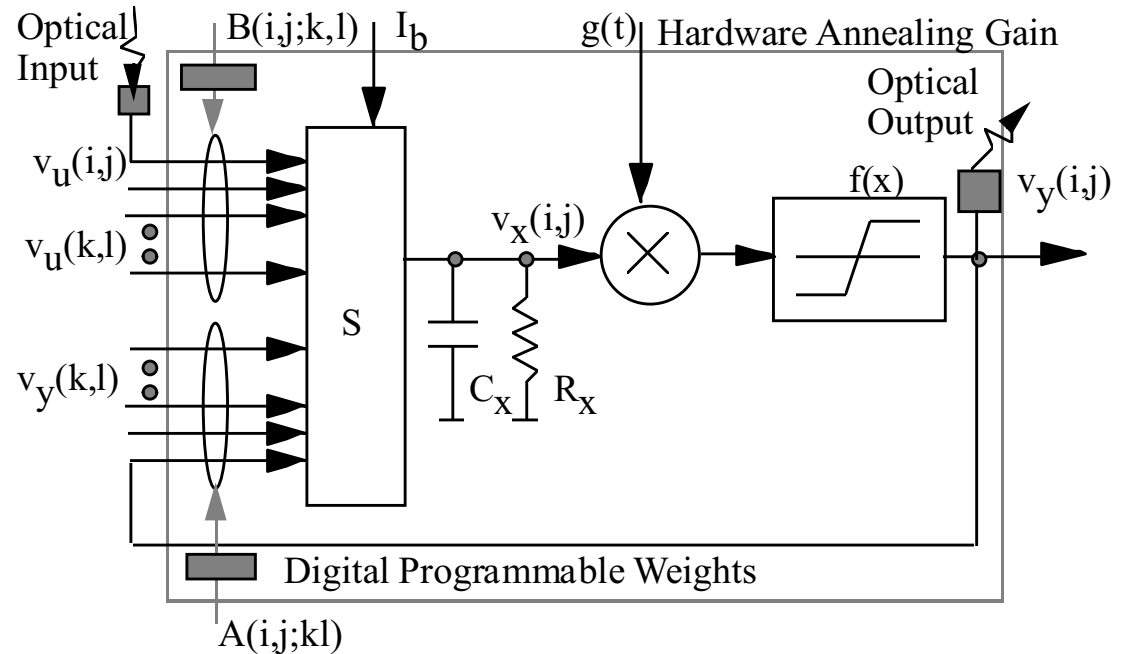 Optical
Input
B(i,j;k,l)
I_b
g(t)
Hardware Annealing Gain
Optical
Output
v_u(i,j)
v_u(k,l)
v_x(i,j)
f(x)
v_y(i,j)
S
v_y(k,l)
C_x
R_x
Digital Programmable Weights
A(i,j;kl)